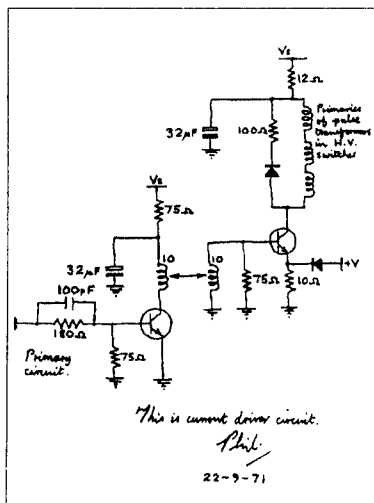 Vs
12Ω
32µF
100Ω
Primaries
of pulse
transformers
in H.V.
switches
Vs
75Ω
32µF
10
10
100pF
180Ω
75Ω
75Ω
10Ω
+V
Primary
circuit.
This is current driver circuit.
Phil.
22-9-71